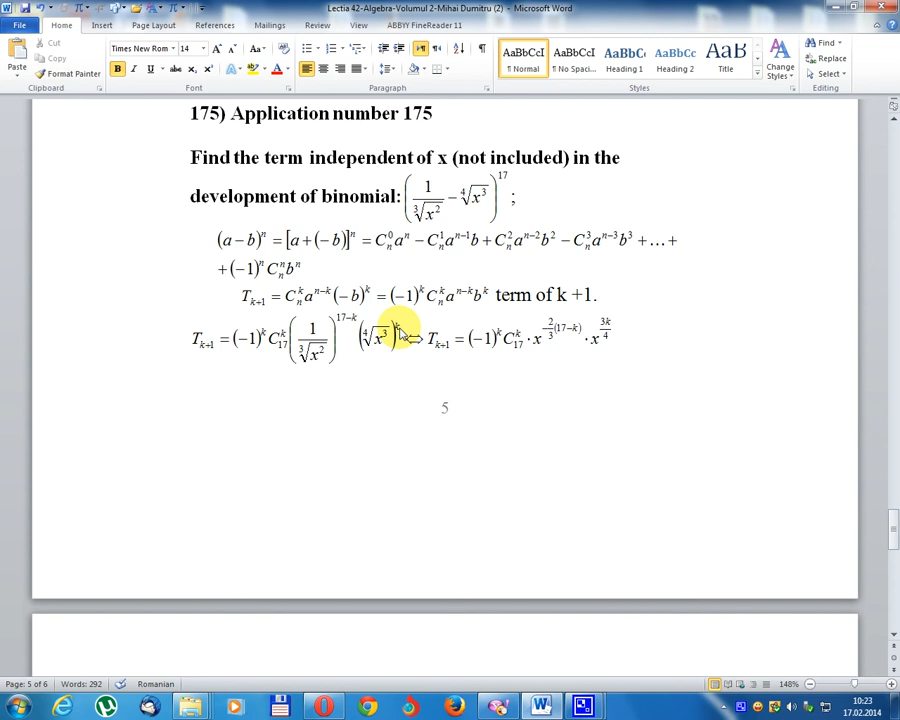 Lectia 42-Algebra-Volumul 2-Mihai Dumitru (2) - Microsoft Word
File Home Insert Page Layout References Mailings Review View ABBYY FineReader 11
Paste Cut Copy Format Painter Clipboard
Times New Rom 14 Font
Paragraph
AaBbCcI ¶ Normal AaBbCcI ¶ No Spaci... AaBbC Heading 1 AaBbCc Heading 2 AaB Title Change Styles Styles
Find Replace Select Editing
175) Application number 175
Find the term independent of x (not included) in the
development of binomial: (1/∛x² − ∜x³)^17 ;
(a − b)^n = [a + (− b)]^n = C_n^0 a^n − C_n^1 a^{n−1} b + C_n^2 a^{n−2} b^2 − C_n^3 a^{n−3} b^3 + … +
+ (−1)^n C_n^n b^n
T_{k+1} = C_n^k a^{n−k} (− b)^k = (−1)^k C_n^k a^{n−k} b^k term of k +1.
T_{k+1} = (−1)^k C_17^k (1/∛x²)^{17−k} (∜x³)^k ⇔ T_{k+1} = (−1)^k C_17^k · x^{−2/3(17−k)} · x^{3k/4}
5
Page: 5 of 6 Words: 292 Romanian 148%
10:23
17.02.2014